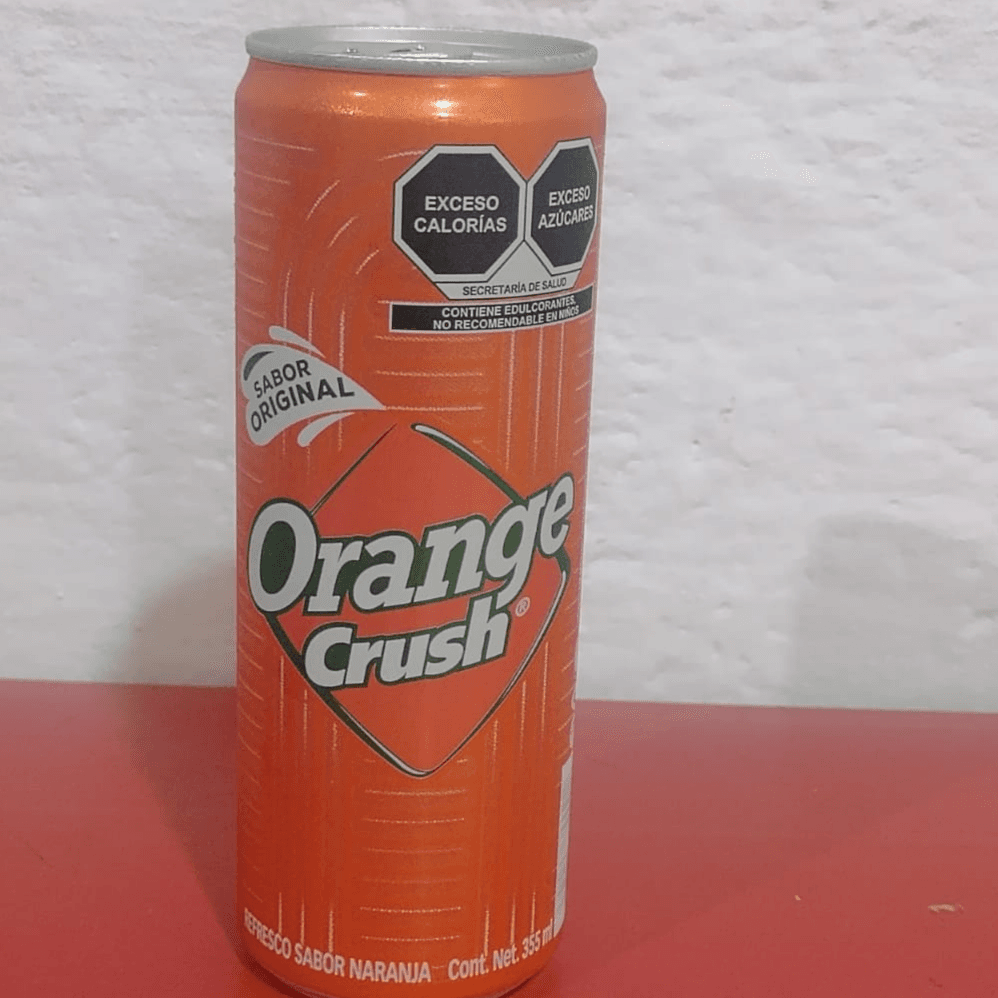 EXCESO
CALORÍAS
EXCESO
AZÚCARES
SECRETARÍA DE SALUD
CONTIENE EDULCORANTES,
NO RECOMENDABLE EN NIÑOS
SABOR
ORIGINAL
Orange
Crush®
REFRESCO SABOR NARANJA Cont. Net. 355 ml